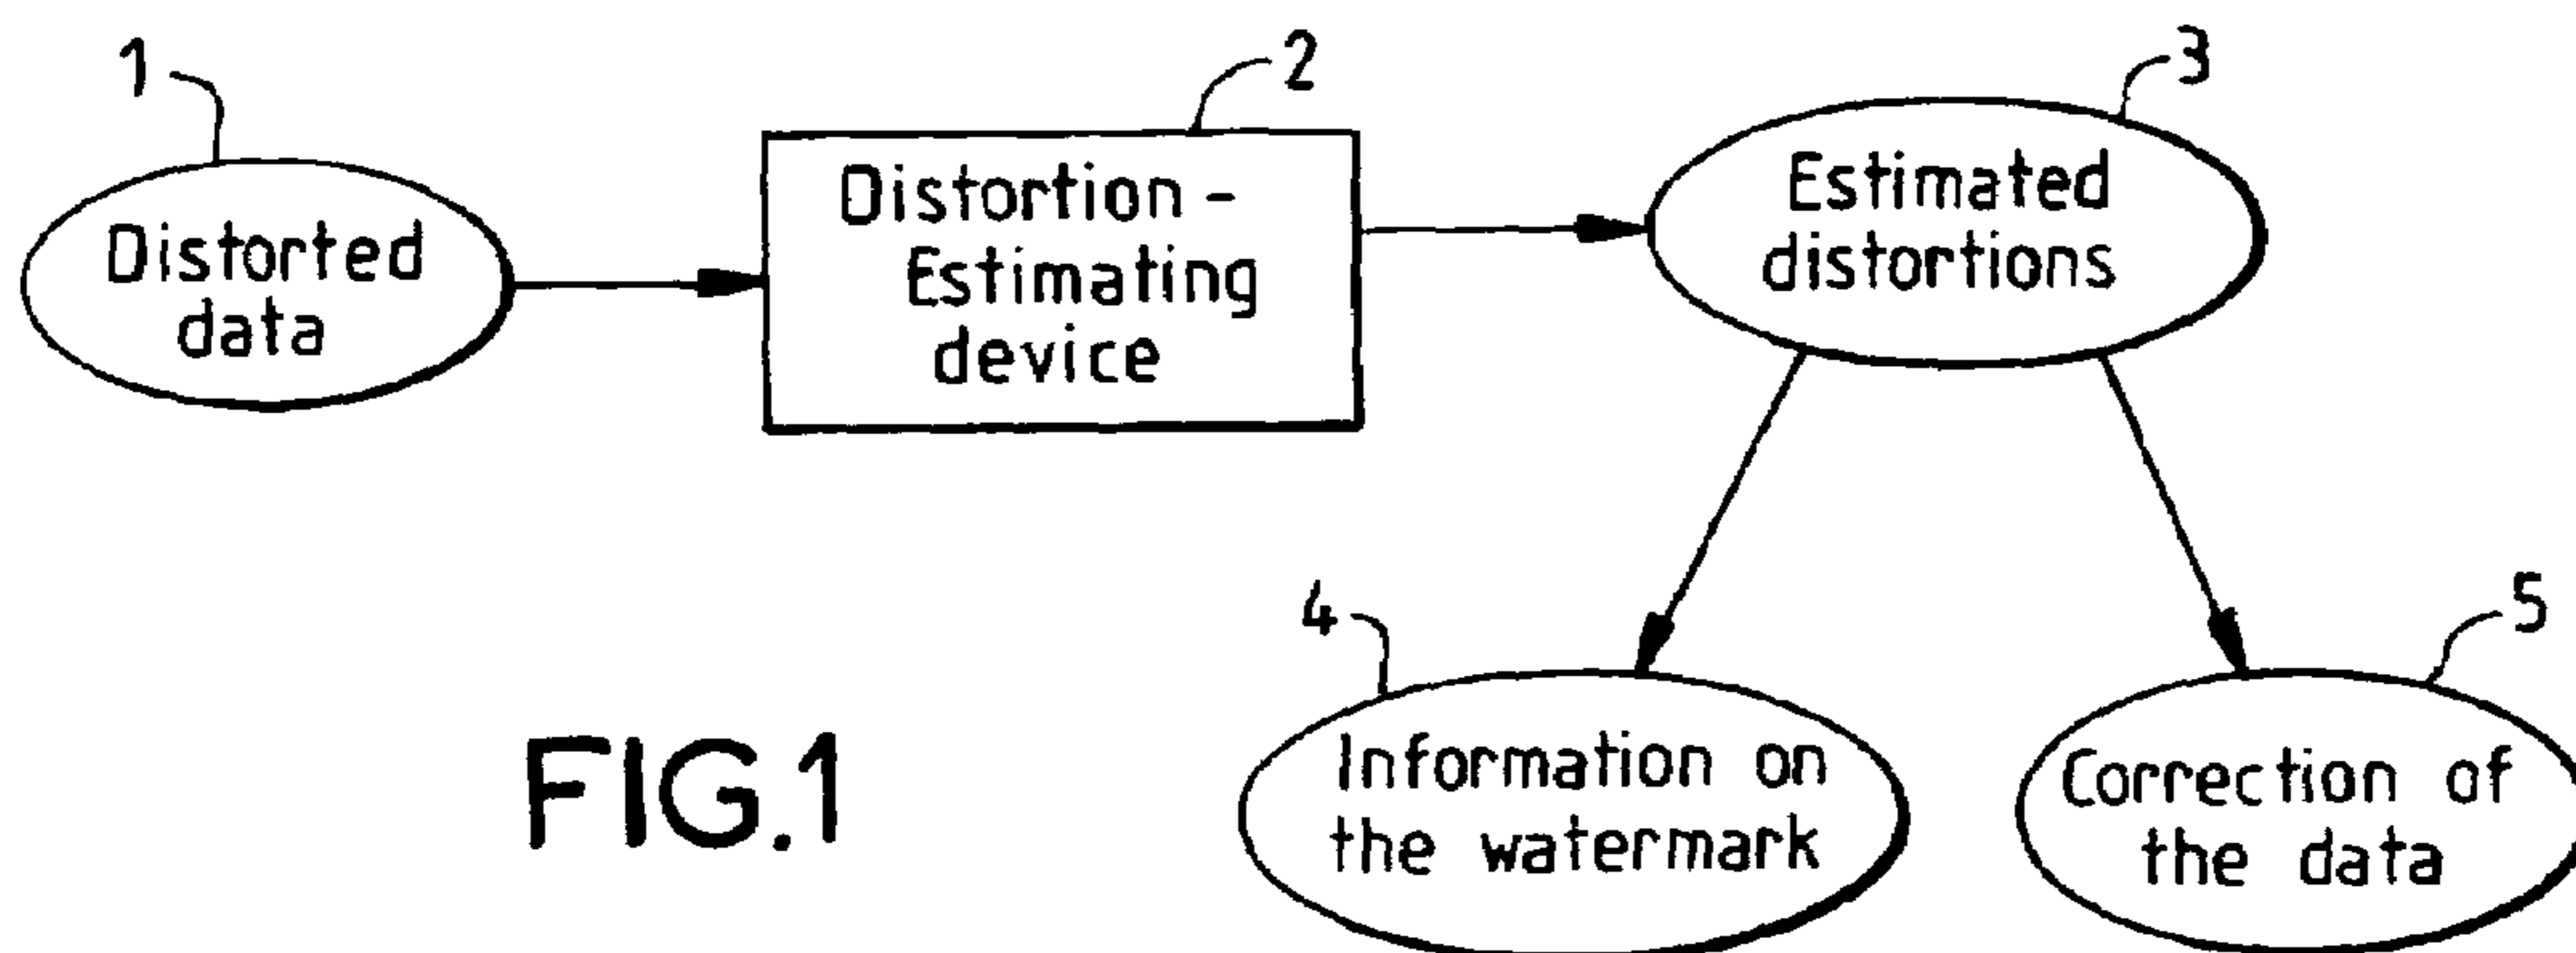 1
Distorted
data
2
Distortion -
Estimating
device
3
Estimated
distortions
4
Information on
the watermark
5
Correction of
the data
FIG.1